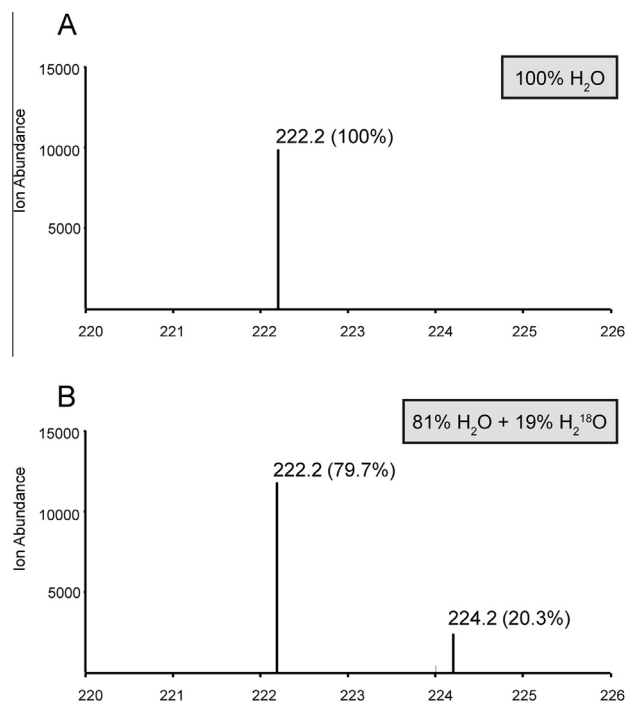 A
100% H₂O
15000
222.2 (100%)
10000
Ion Abundance
5000
220 221 222 223 224 225 226
B
81% H₂O + 19% H₂¹⁸O
15000
222.2 (79.7%)
10000
Ion Abundance
5000
224.2 (20.3%)
220 221 222 223 224 225 226